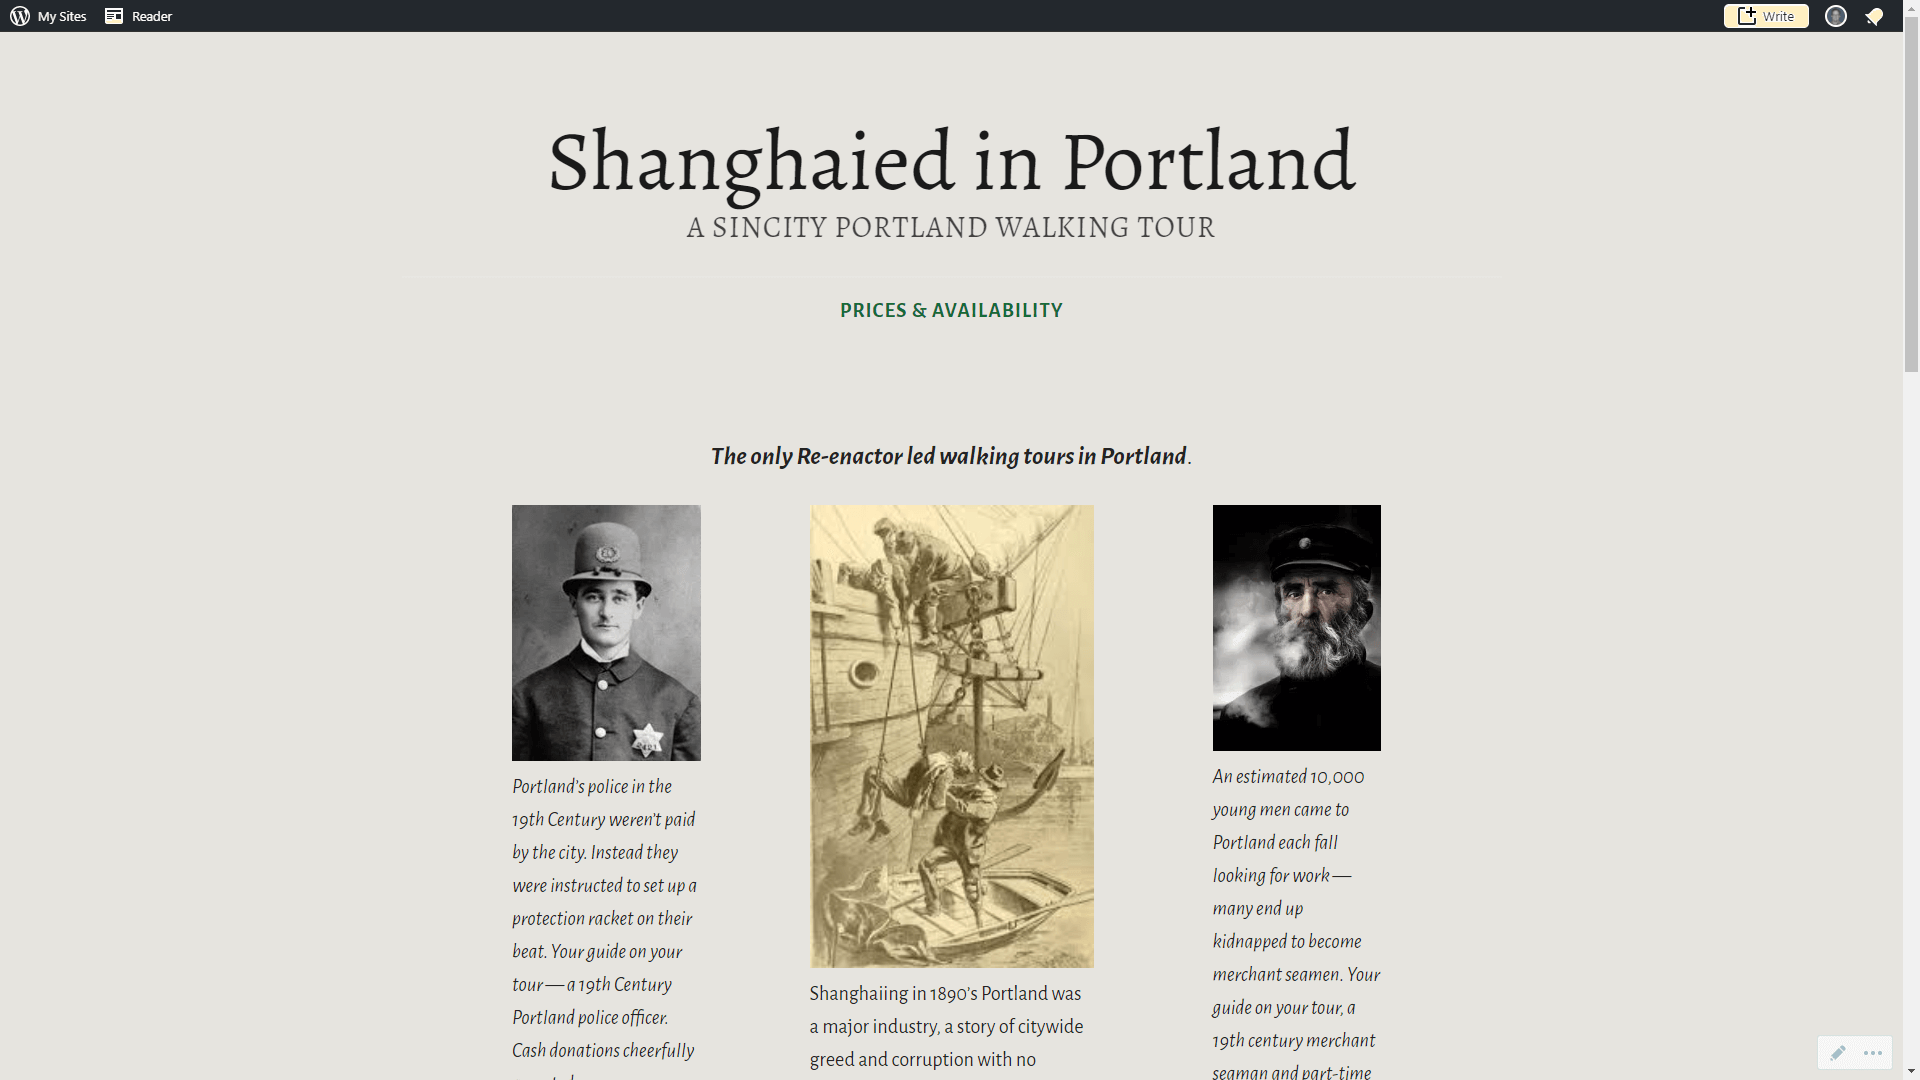 My Sites
Reader
Write
Shanghaied in Portland
A SINCITY PORTLAND WALKING TOUR
PRICES & AVAILABILITY
The only Re-enactor led walking tours in Portland.
Portland's police in the
19th Century weren't paid
by the city. Instead they
were instructed to set up a
protection racket on their
beat. Your guide on your
tour — a 19th Century
Portland police officer.
Cash donations cheerfully
Shanghaiing in 1890's Portland was
a major industry, a story of citywide
greed and corruption with no
An estimated 10,000
young men came to
Portland each fall
looking for work —
many end up
kidnapped to become
merchant seamen. Your
guide on your tour, a
19th century merchant
seaman and part-time